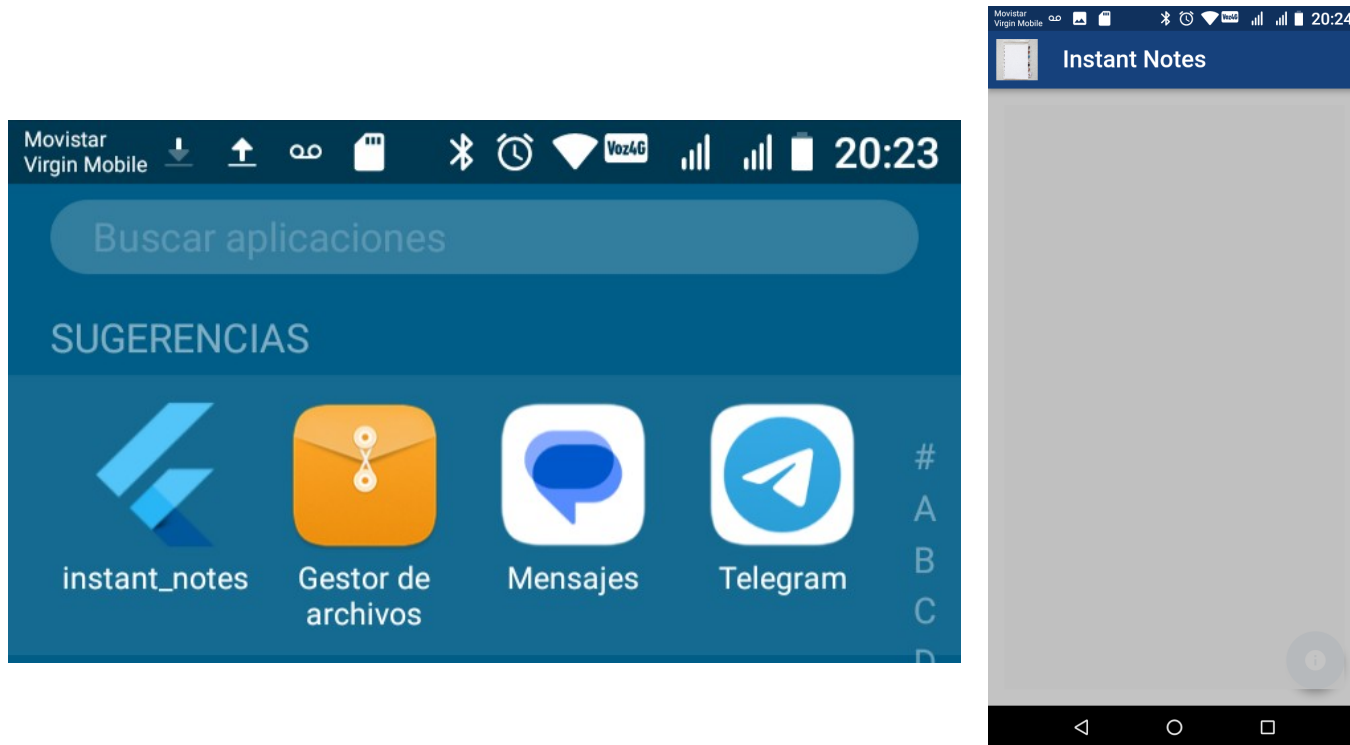 Movistar
Virgin Mobile
Voz4G
20:23
Buscar aplicaciones
SUGERENCIAS
instant_notes
Gestor de
archivos
Mensajes
Telegram
#
A
B
C
D
Movistar
Virgin Mobile
Voz4G
20:24
Instant Notes